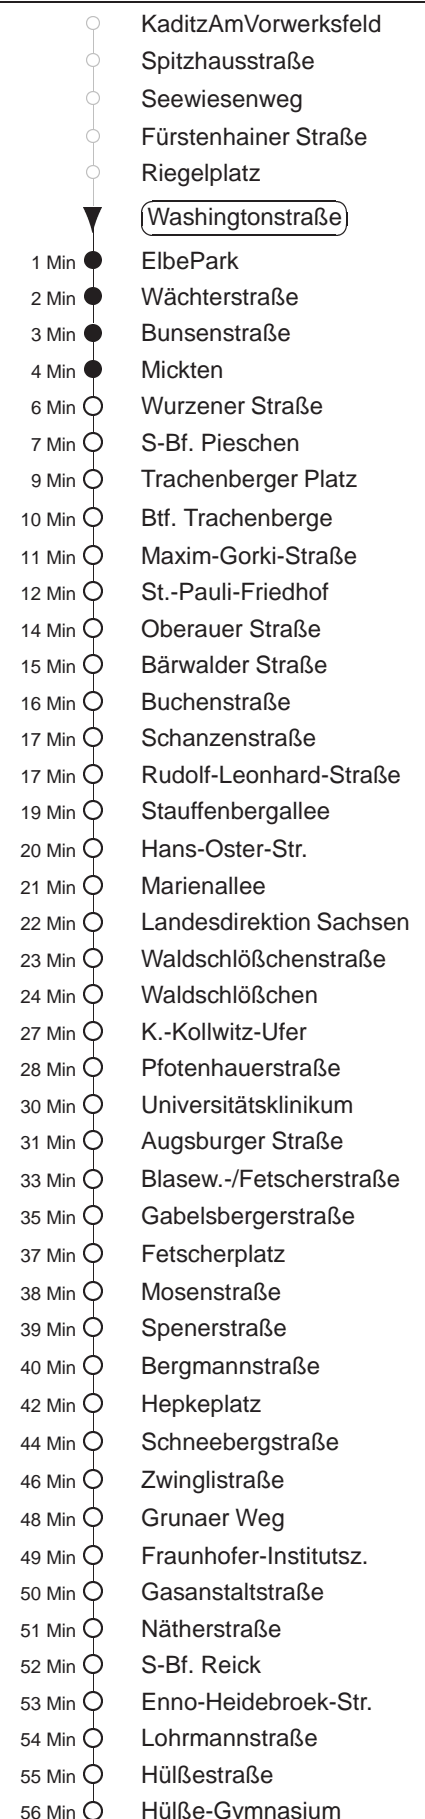 KaditzAmVorwerksfeld
Spitzhausstraße
Seewiesenweg
Fürstenhainer Straße
Riegelplatz
Washingtonstraße
1 Min ElbePark
2 Min Wächterstraße
3 Min Bunsenstraße
4 Min Mickten
6 Min Wurzener Straße
7 Min S-Bf. Pieschen
9 Min Trachenberger Platz
10 Min Btf. Trachenberge
11 Min Maxim-Gorki-Straße
12 Min St.-Pauli-Friedhof
14 Min Oberauer Straße
15 Min Bärwalder Straße
16 Min Buchenstraße
17 Min Schanzenstraße
17 Min Rudolf-Leonhard-Straße
19 Min Stauffenbergallee
20 Min Hans-Oster-Str.
21 Min Marienallee
22 Min Landesdirektion Sachsen
23 Min Waldschlößchenstraße
24 Min Waldschlößchen
27 Min K.-Kollwitz-Ufer
28 Min Pfotenhauerstraße
30 Min Universitätsklinikum
31 Min Augsburger Straße
33 Min Blasew.-/Fetscherstraße
35 Min Gabelsbergerstraße
37 Min Fetscherplatz
38 Min Mosenstraße
39 Min Spenerstraße
40 Min Bergmannstraße
42 Min Hepkeplatz
44 Min Schneebergstraße
46 Min Zwinglistraße
48 Min Grunaer Weg
49 Min Fraunhofer-Institutsz.
50 Min Gasanstaltstraße
51 Min Nätherstraße
52 Min S-Bf. Reick
53 Min Enno-Heidebroek-Str.
54 Min Lohrmannstraße
55 Min Hülßestraße
56 Min Hülße-Gymnasium